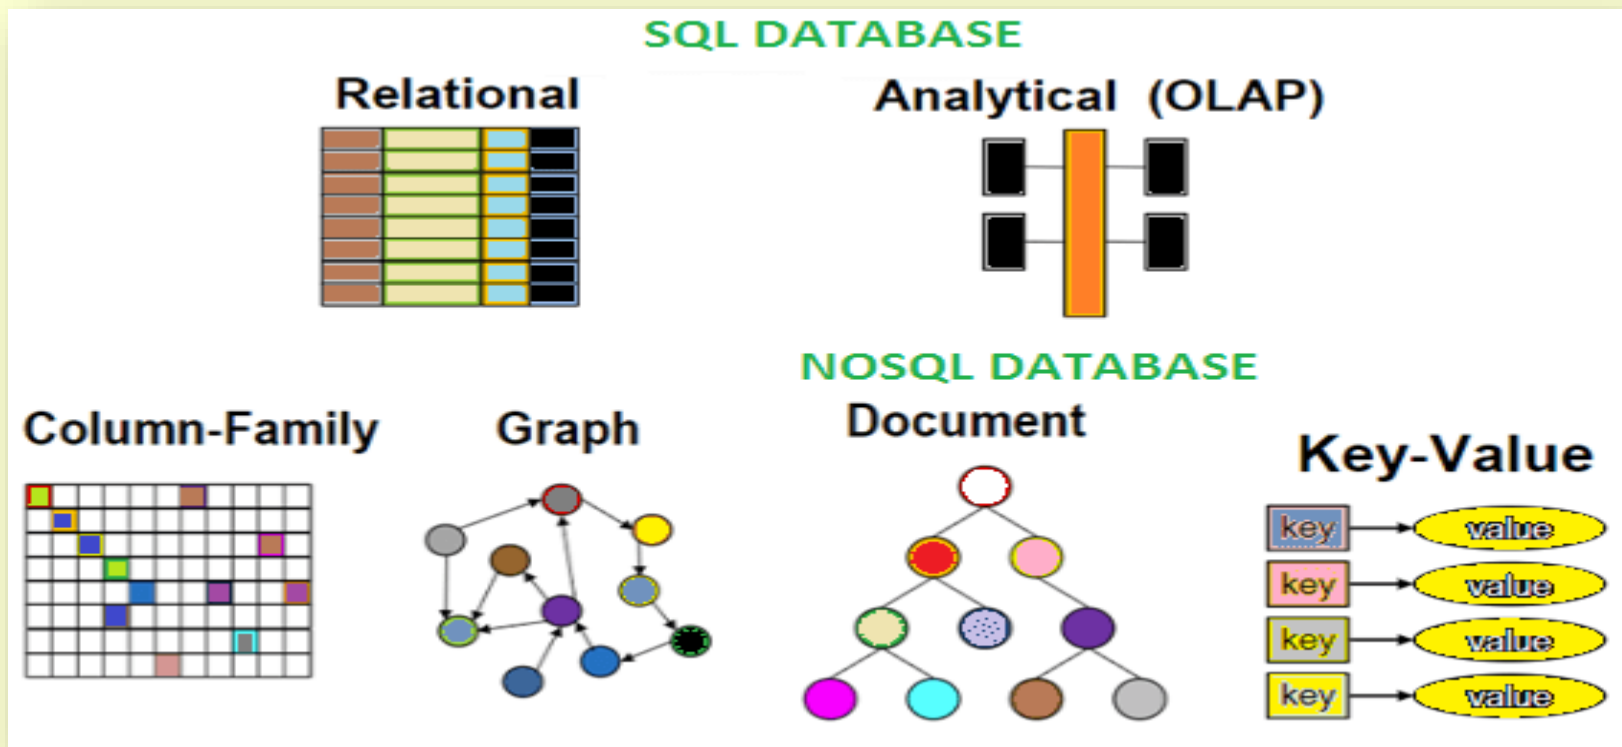 SQL DATABASE
Relational
Analytical (OLAP)
NOSQL DATABASE
Column-Family
Graph
Document
Key-Value
key
value
key
value
key
value
key
value